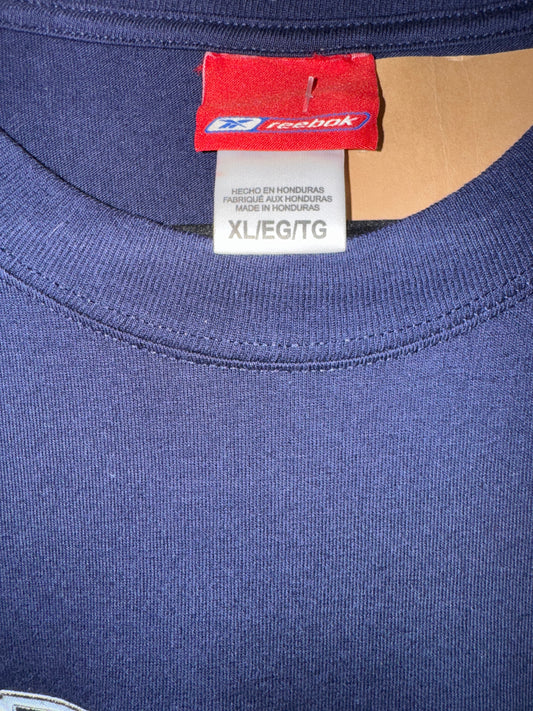 reebok
HECHO EN HONDURAS
FABRIQUÉ AUX HONDURAS
MADE IN HONDURAS
XL/EG/TG